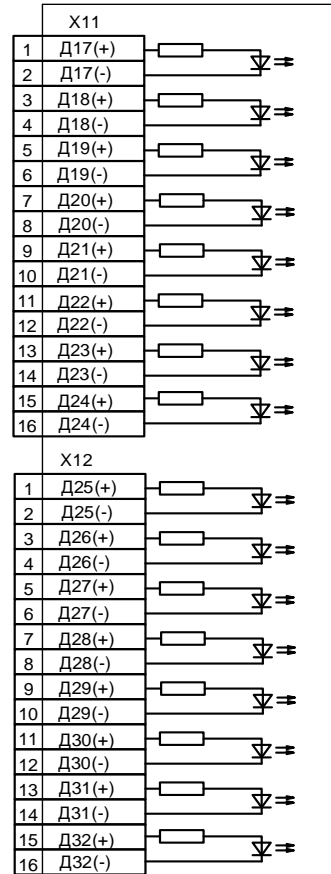 X11
1 Д17(+)
2 Д17(-)
3 Д18(+)
4 Д18(-)
5 Д19(+)
6 Д19(-)
7 Д20(+)
8 Д20(-)
9 Д21(+)
10 Д21(-)
11 Д22(+)
12 Д22(-)
13 Д23(+)
14 Д23(-)
15 Д24(+)
16 Д24(-)
X12
1 Д25(+)
2 Д25(-)
3 Д26(+)
4 Д26(-)
5 Д27(+)
6 Д27(-)
7 Д28(+)
8 Д28(-)
9 Д29(+)
10 Д29(-)
11 Д30(+)
12 Д30(-)
13 Д31(+)
14 Д31(-)
15 Д32(+)
16 Д32(-)